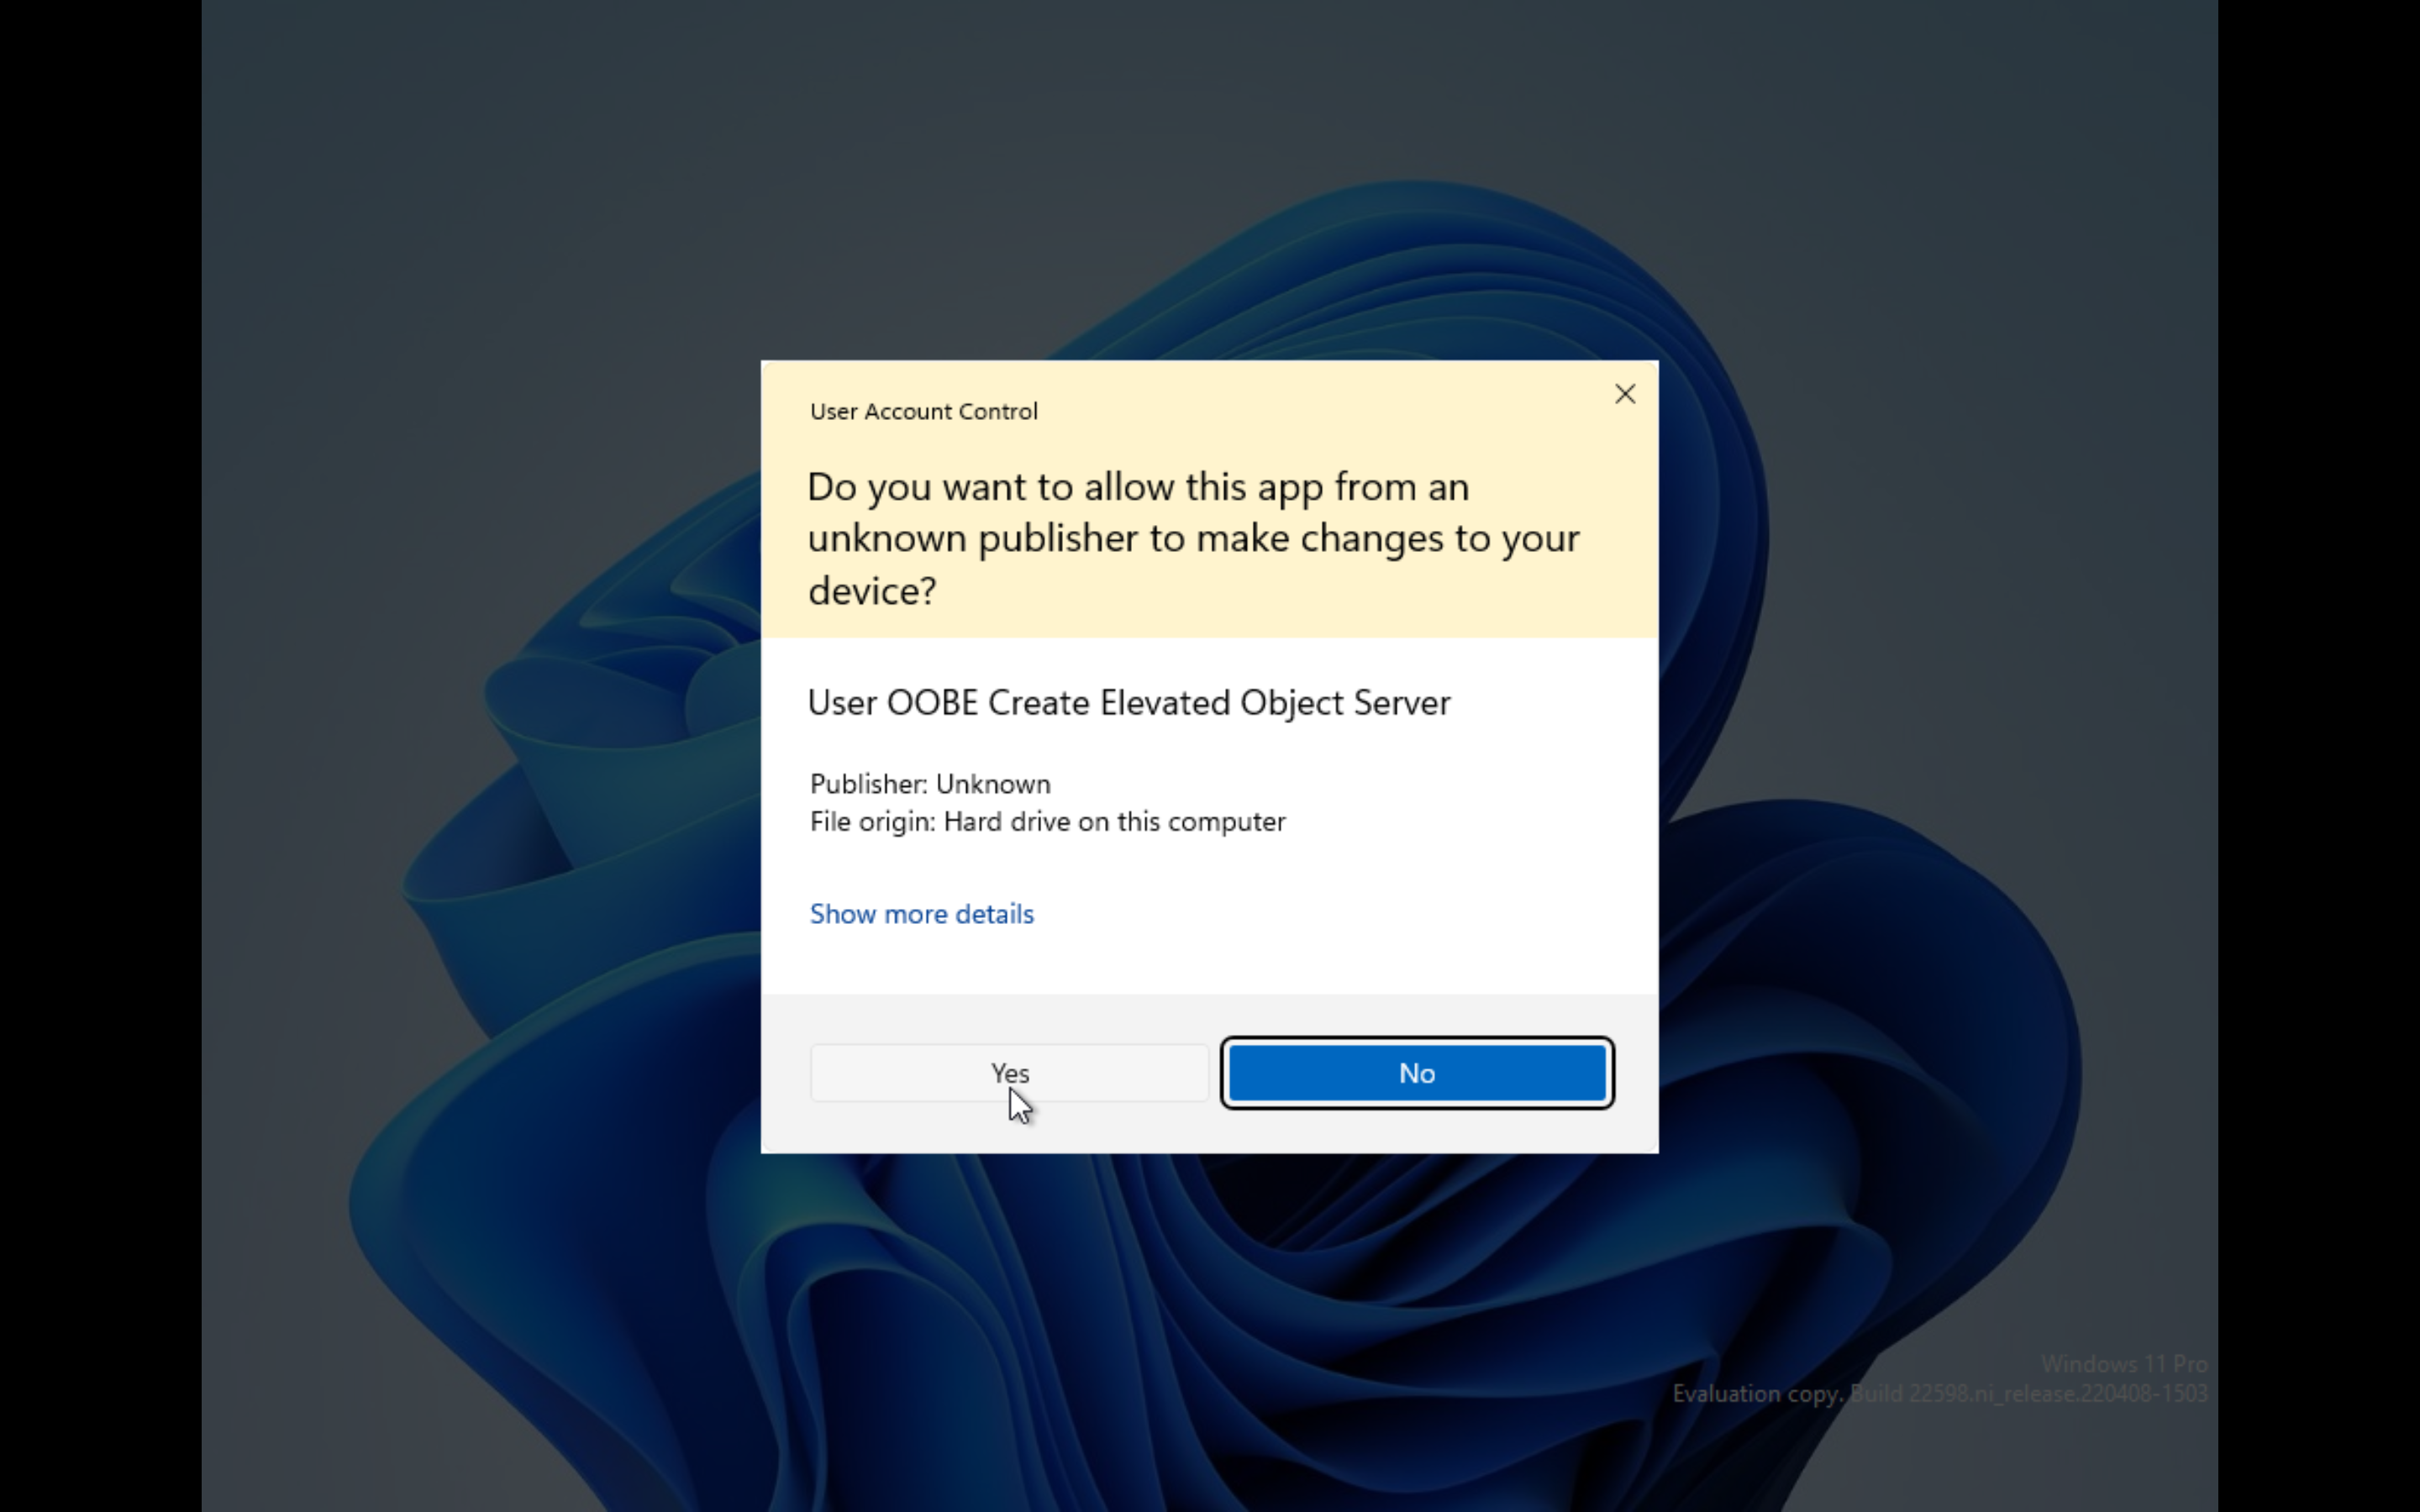 User Account Control
Do you want to allow this app from an
unknown publisher to make changes to your
device?
User OOBE Create Elevated Object Server
Publisher: Unknown
File origin: Hard drive on this computer
Show more details
Yes
No
Windows 11 Pro
Evaluation copy. Build 22598.ni_release.220408-1503